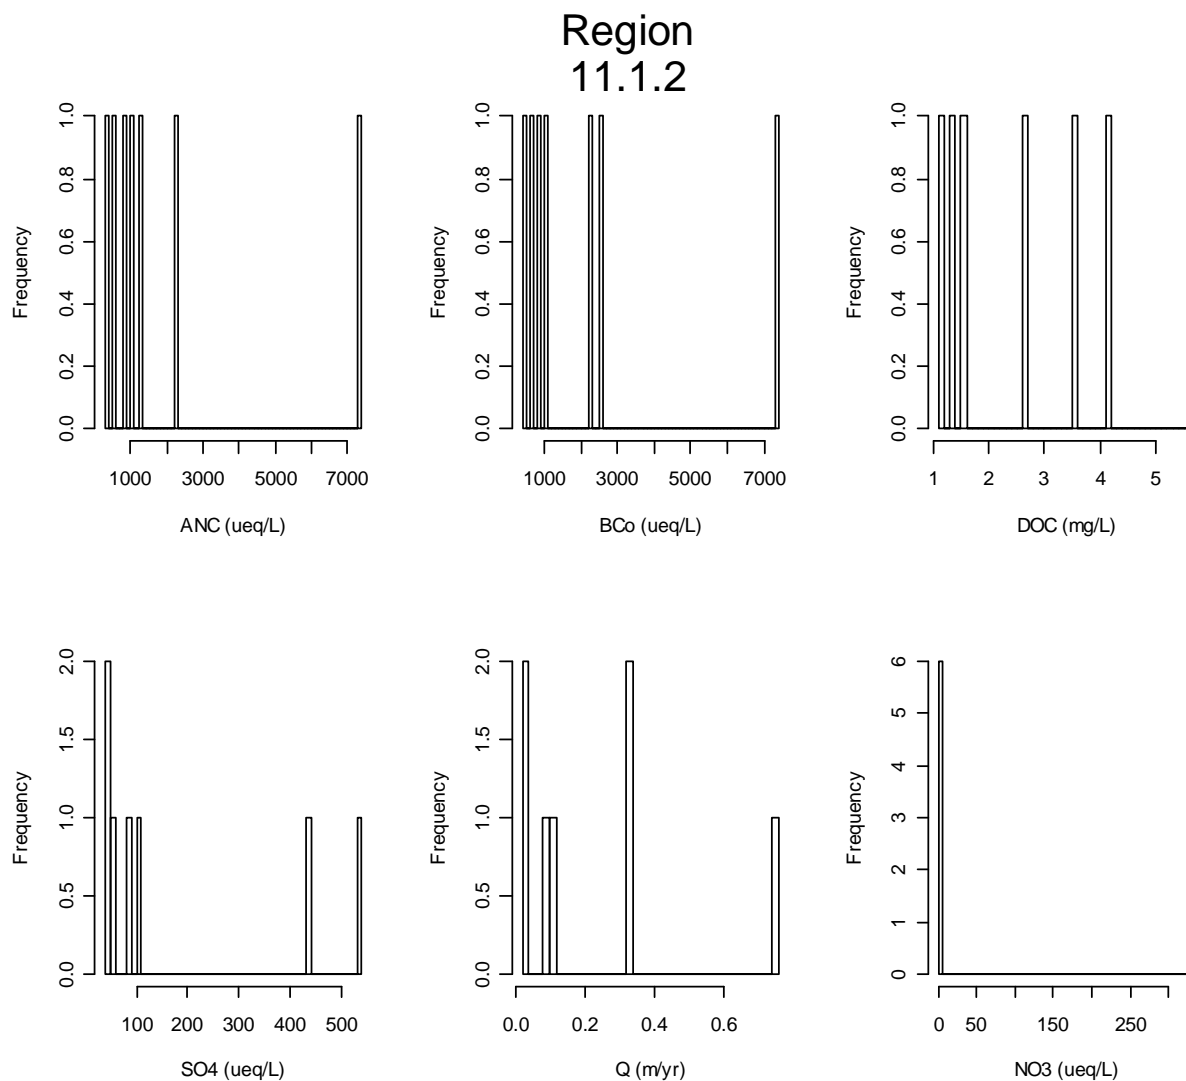 Region
11.1.2
Frequency
0.0 0.2 0.4 0.6 0.8 1.0
1000 3000 5000 7000
ANC (ueq/L)
Frequency
0.0 0.2 0.4 0.6 0.8 1.0
1000 3000 5000 7000
BCo (ueq/L)
Frequency
0.0 0.2 0.4 0.6 0.8 1.0
1 2 3 4 5
DOC (mg/L)
Frequency
0.0 0.5 1.0 1.5 2.0
100 200 300 400 500
SO4 (ueq/L)
Frequency
0.0 0.5 1.0 1.5 2.0
0.0 0.2 0.4 0.6
Q (m/yr)
Frequency
0 1 2 3 4 5 6
0 50 150 250
NO3 (ueq/L)